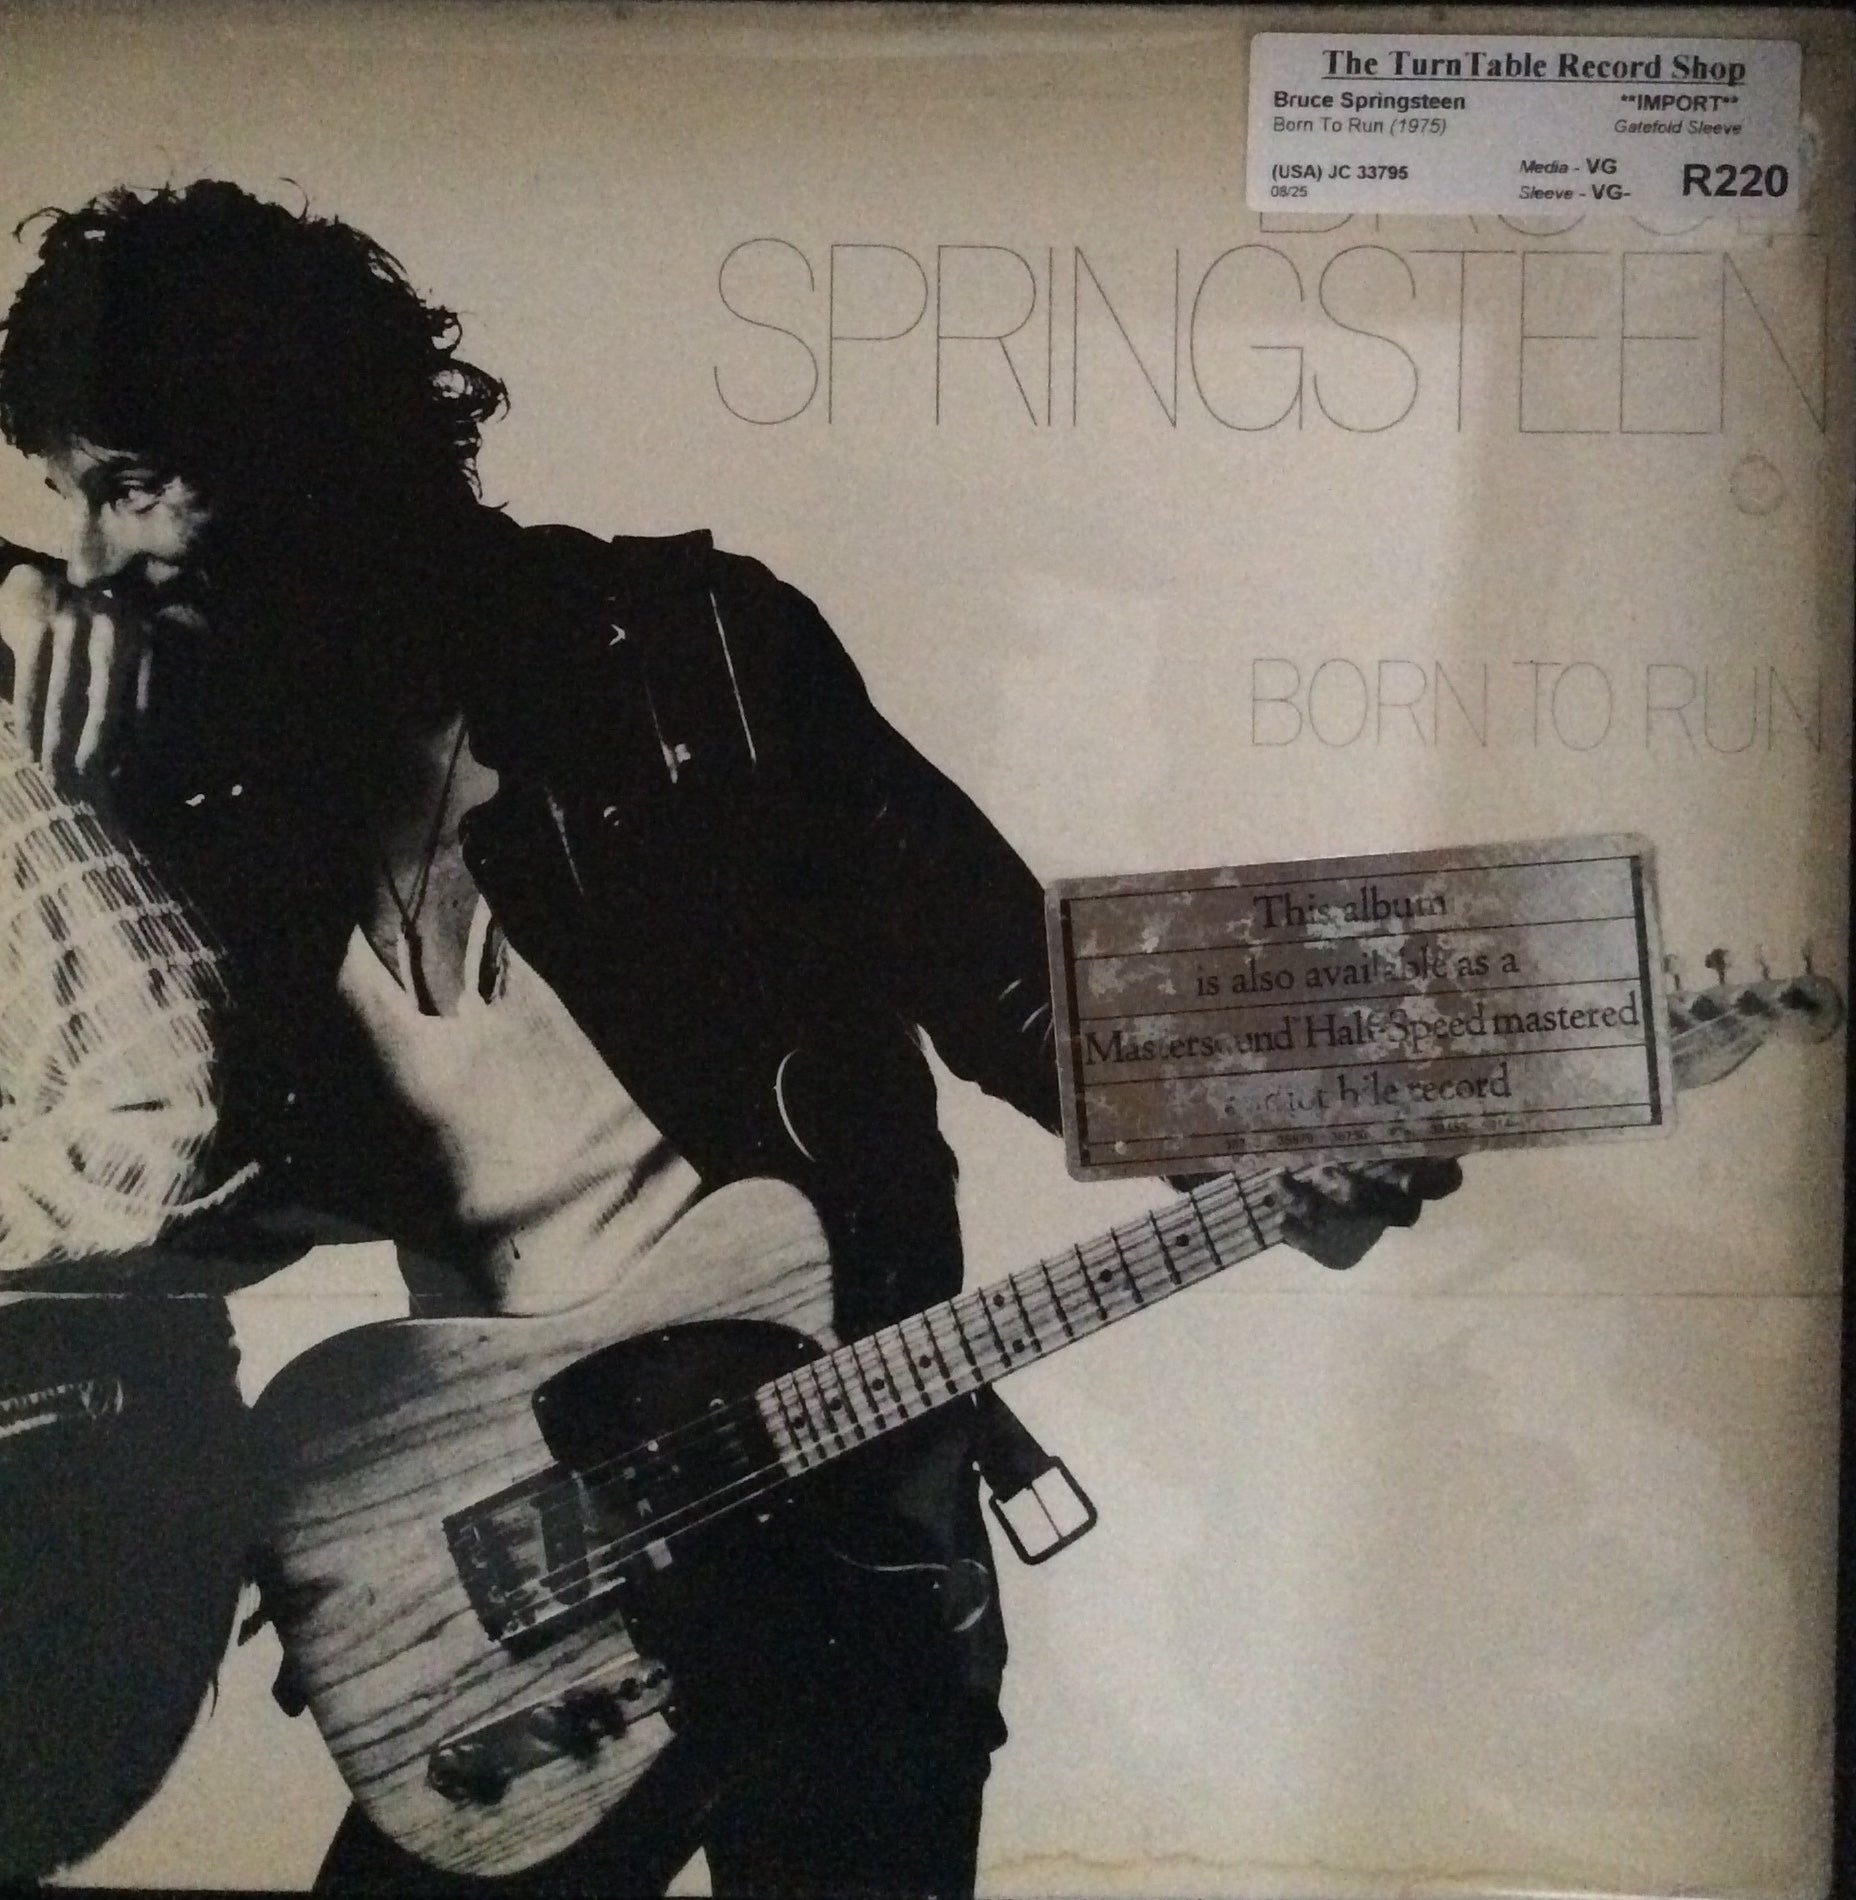 The TurnTable Record Shop
Bruce Springsteen **IMPORT**
Born To Run (1975) Gatefold Sleeve
(USA) JC 33795 Media - VG R220
08/25 Sleeve - VG-
SPRINGSTEEN
BORN TO RUN
This album
is also available as a
Mastersound Half-Speed mastered
record